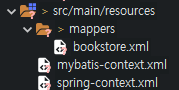 src/main/resources
mappers
bookstore.xml
mybatis-context.xml
spring-context.xml